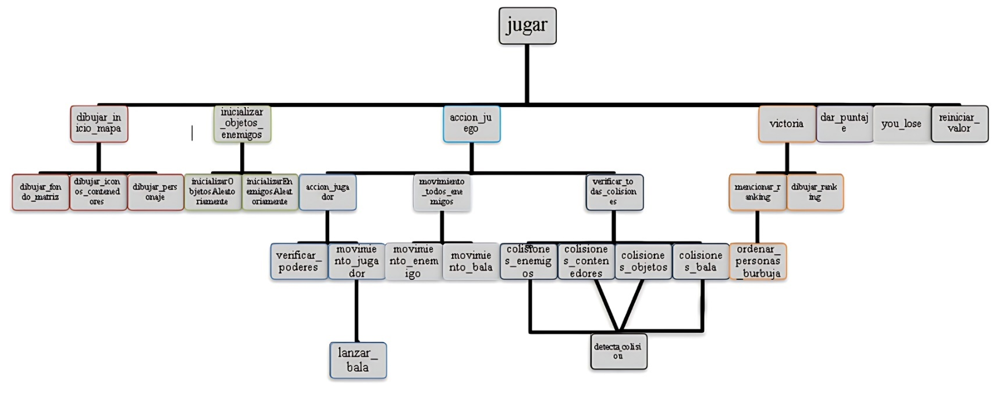 jugar
dibujar_in
icio_mapa
inicializar
_objetos_
enemigos
accion_ju
ego
victoria
dar_puntaj
e
you_lose
reiniciar_
valor
dibujar_fon
do_matriz
dibujar_icon
os_contened
ores
dibujar_pers
onaje
inicializarO
bjetosAleato
riamente
inicializarEn
emigosAleat
oriamente
accion_juga
dor
movimiento
_todos_ene
migos
verificar_to
das_colision
es
mencionar_r
anking
dibujar_rank
ing
verificar_
poderes
movimie
nto_juga
dor
movimie
nto_enem
igo
movimie
nto_bala
colisione
s_enemig
os
colisione
s_conten
edores
colisione
s_objetos
colisione
s_bala
ordenar_
personas
_burbuja
lanzar_
bala
detecta_colisi
on